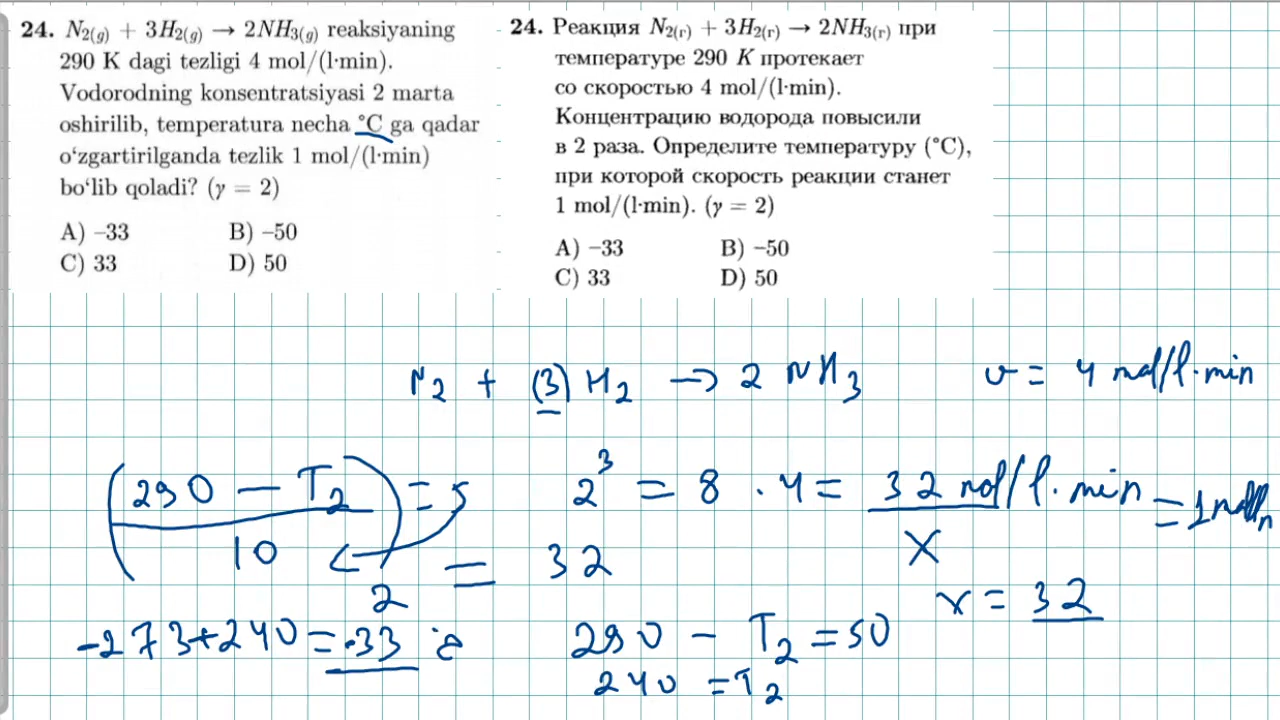 24. N₂(g) + 3H₂(g) → 2NH₃(g) reaksiyaning
290 K dagi tezligi 4 mol/(l·min).
Vodorodning konsentratsiyasi 2 marta
oshirilib, temperatura necha °C ga qadar
o‘zgartirilganda tezlik 1 mol/(l·min)
bo‘lib qoladi? (γ = 2)
A) –33 B) –50
C) 33 D) 50
24. Реакция N₂(г) + 3H₂(г) → 2NH₃(г) при
температуре 290 K протекает
со скоростью 4 mol/(l·min).
Концентрацию водорода повысили
в 2 раза. Определите температуру (°C),
при которой скорость реакции станет
1 mol/(l·min). (γ = 2)
A) –33 B) –50
C) 33 D) 50
N₂ + (3) H₂ → 2 NH₃ v = 4 mol/l·min
(290 – T₂ / 10) = 5 2³ = 8 · 4 = 32 mol/l·min / x
2 = 32
x = 32
-273+240 = -33 290 – T₂ = 50
240 = T₂